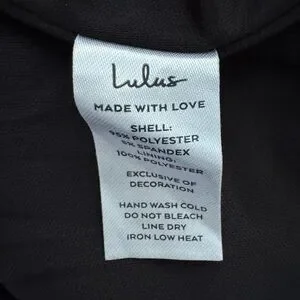 Lulus
MADE WITH LOVE
SHELL:
95% POLYESTER
5% SPANDEX
LINING:
100% POLYESTER
EXCLUSIVE OF
DECORATION
HAND WASH COLD
DO NOT BLEACH
LINE DRY
IRON LOW HEAT